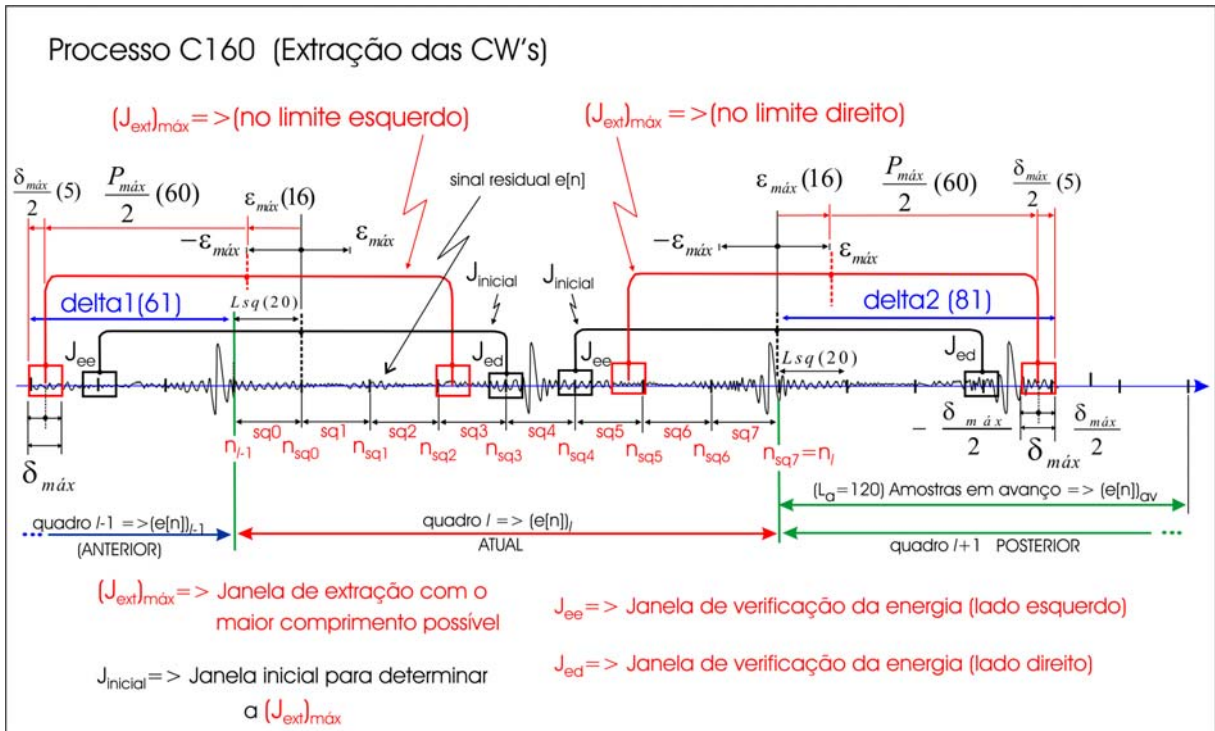 Processo C160 (Extração das CW's)
(J_ext)_máx = >(no limite esquerdo)
(J_ext)_máx = >(no limite direito)
δ_máx/2 (5)
P_máx/2 (60)
ε_máx(16)
sinal residual e[n]
ε_máx(16)
P_máx/2 (60)
δ_máx/2 (5)
-ε_máx
ε_máx
-ε_máx
ε_máx
J_inicial
J_inicial
delta1(61)
Lsq(20)
delta2 (81)
J_ee
J_ed
J_ee
J_ed
Lsq(20)
sq0
sq1
sq2
sq3
sq4
sq5
sq6
sq7
n_l-1
n_sq0
n_sq1
n_sq2
n_sq3
n_sq4
n_sq5
n_sq6
n_sq7=n_l
- δ_máx/2
δ_máx/2
δ_máx
δ_máx
(L_a=120) Amostras em avanço => (e[n])_av
quadro l-1 =>(e[n])_l-1
(ANTERIOR)
quadro l => (e[n])_l
ATUAL
quadro l+1 POSTERIOR
(J_ext)_máx = > Janela de extração com o
maior comprimento possível
J_ee = > Janela de verificação da energia (lado esquerdo)
J_inicial = > Janela inicial para determinar
a (J_ext)_máx
J_ed = > Janela de verificação da energia (lado direito)